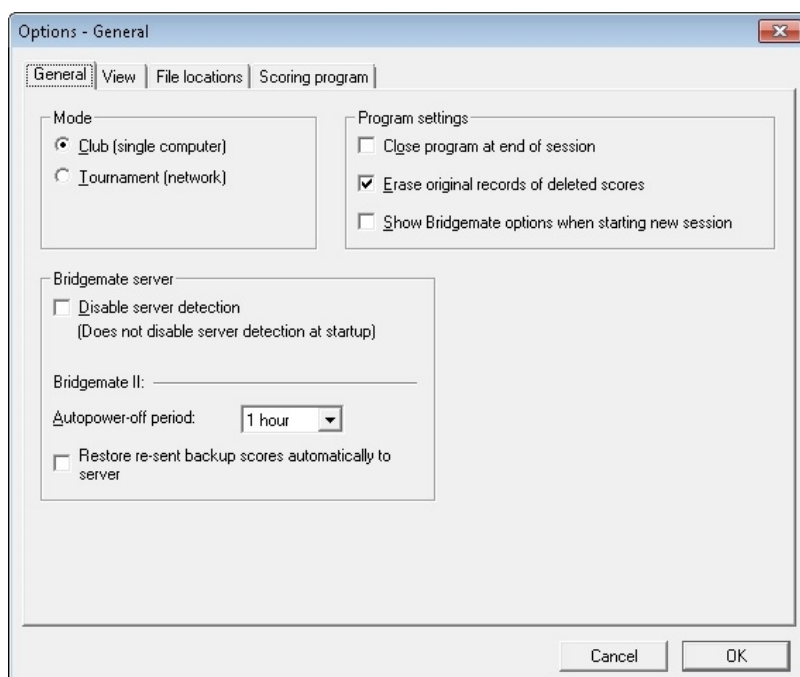 Options - General
General View File locations Scoring program
Mode
Club (single computer)
Tournament (network)
Program settings
Close program at end of session
Erase original records of deleted scores
Show Bridgemate options when starting new session
Bridgemate server
Disable server detection
(Does not disable server detection at startup)
Bridgemate II:
Autopower-off period: 1 hour
Restore re-sent backup scores automatically to
server
Cancel OK